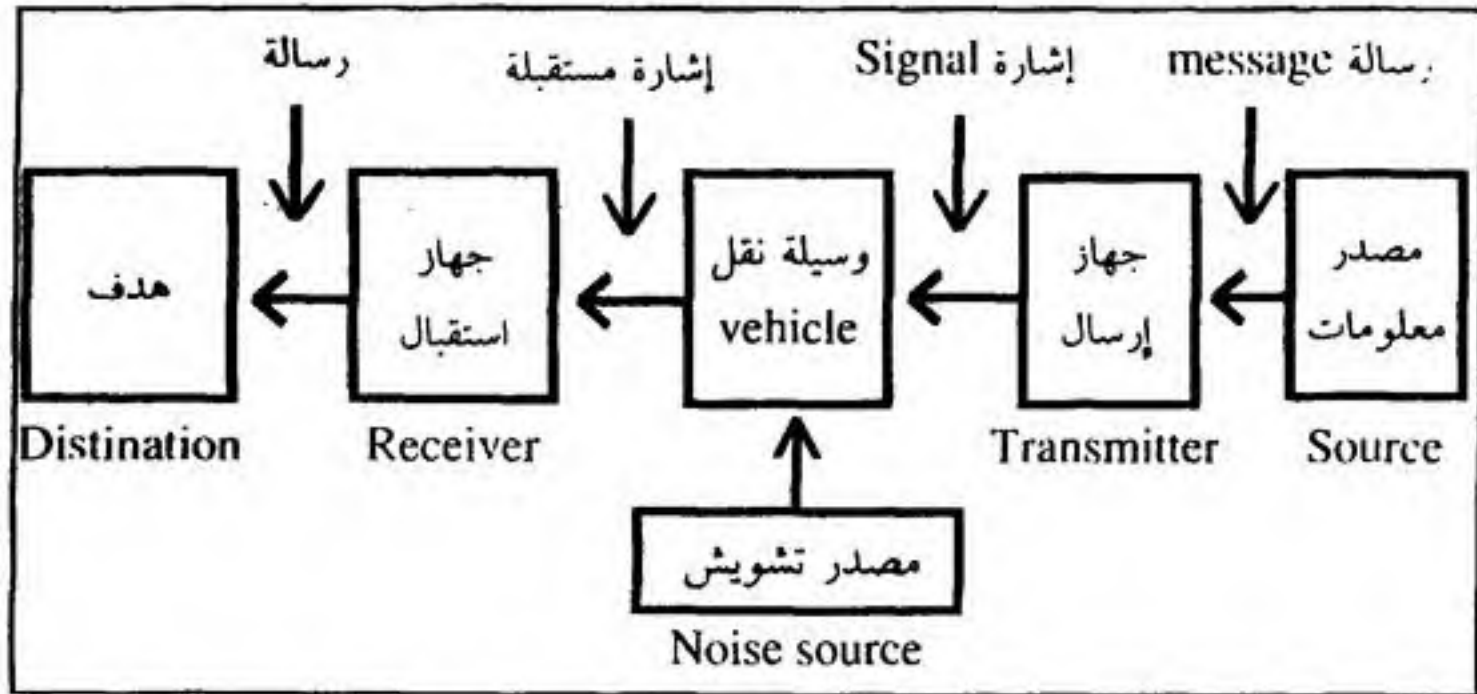 رسالة message
إشارة Signal
إشارة مستقبلة
رسالة
مصدر
معلومات
جهاز
إرسال
وسيلة نقل
vehicle
جهاز
استقبال
هدف
Source
Transmitter
Receiver
Distination
مصدر تشويش
Noise source